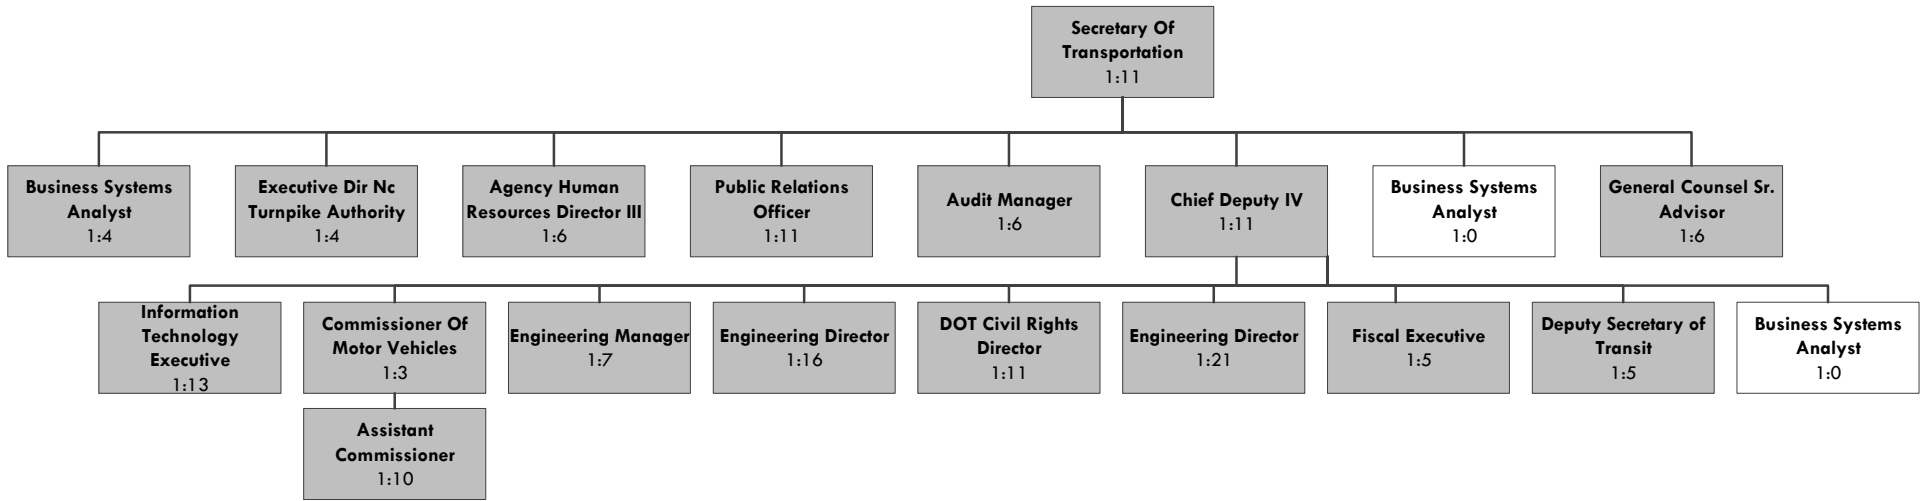 Secretary Of
Transportation
1:11
Business Systems
Analyst
1:4
Executive Dir Nc
Turnpike Authority
1:4
Agency Human
Resources Director III
1:6
Public Relations
Officer
1:11
Audit Manager
1:6
Chief Deputy IV
1:11
Business Systems
Analyst
1:0
General Counsel Sr.
Advisor
1:6
Information
Technology
Executive
1:13
Commissioner Of
Motor Vehicles
1:3
Engineering Manager
1:7
Engineering Director
1:16
DOT Civil Rights
Director
1:11
Engineering Director
1:21
Fiscal Executive
1:5
Deputy Secretary of
Transit
1:5
Business Systems
Analyst
1:0
Assistant
Commissioner
1:10